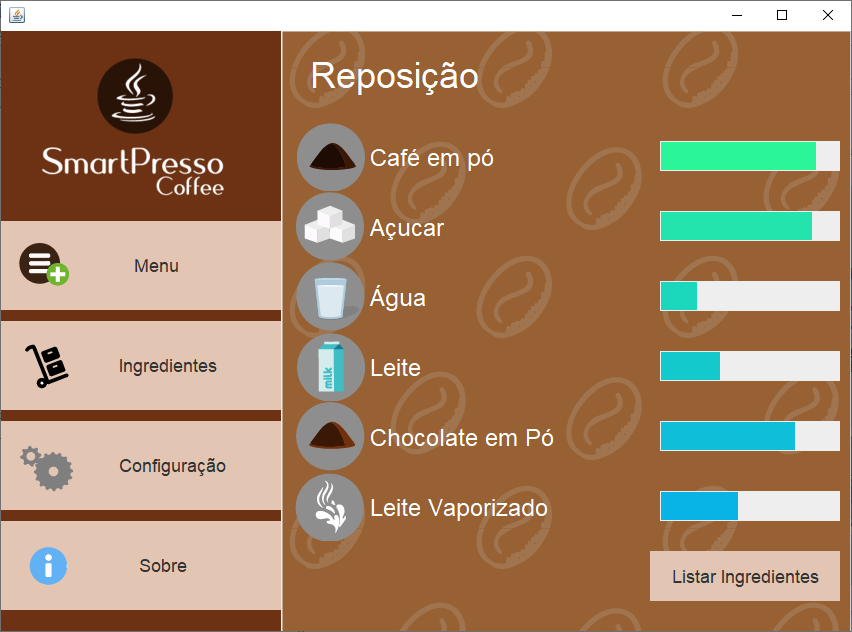 SmartPresso
Coffee
Menu
Ingredientes
Configuração
Sobre
Reposição
Café em pó
Açucar
Água
milk
Leite
Chocolate em Pó
Leite Vaporizado
Listar Ingredientes